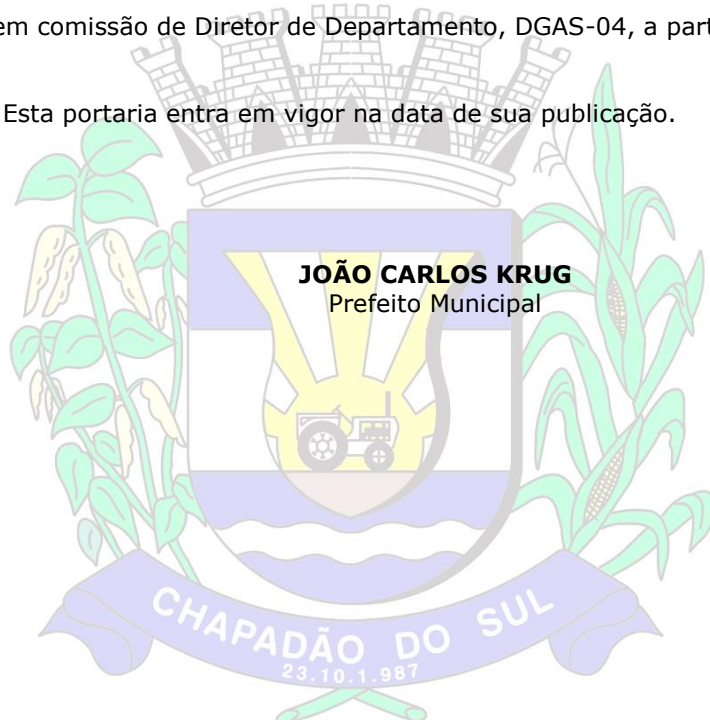 em comissão de Diretor de Departamento, DGAS-04, a part
Esta portaria entra em vigor na data de sua publicação.
JOÃO CARLOS KRUG
Prefeito Municipal
CHAPADÃO DO SUL
23.10.1.987